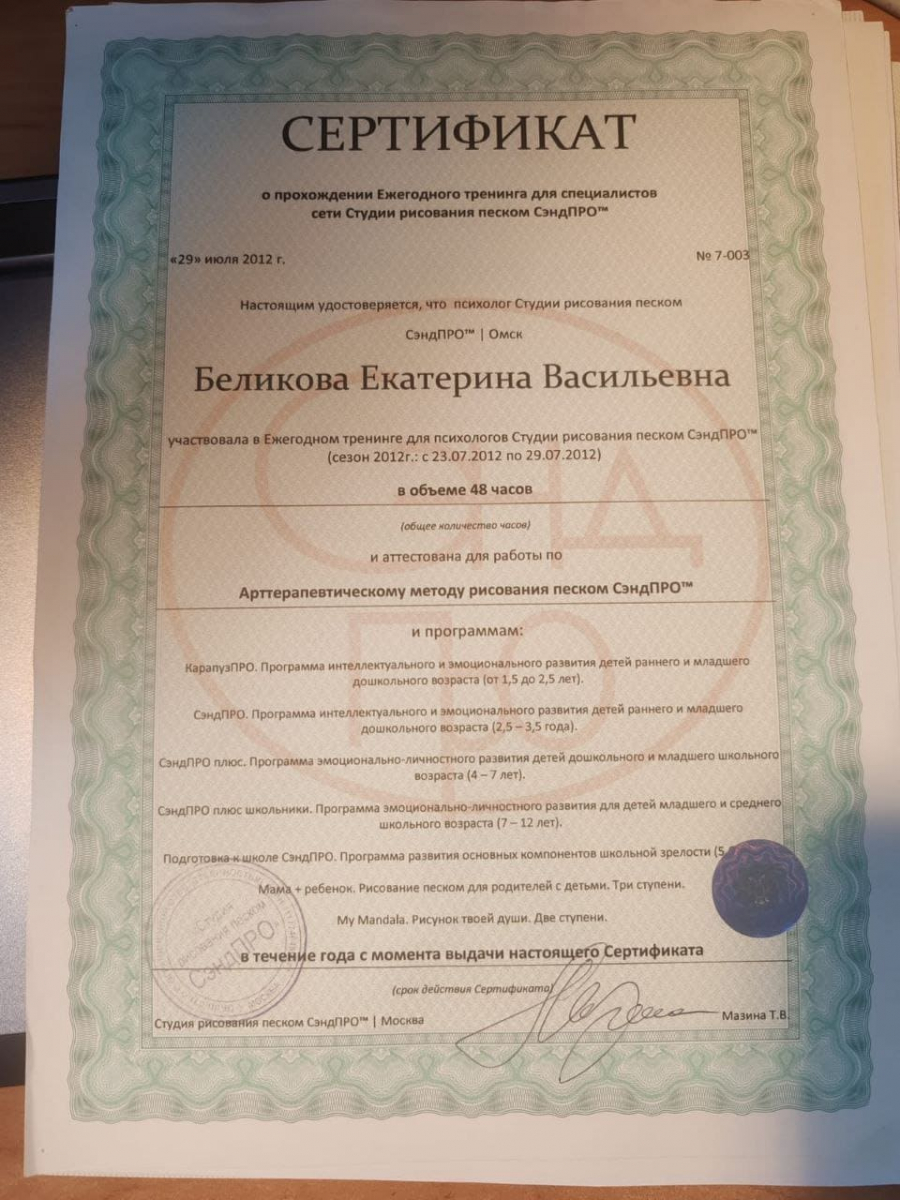 СЕРТИФИКАТ
о прохождении Ежегодного тренинга для специалистов
сети Студии рисования песком СэндПРО™
«29» июля 2012 г.
№ 7-003
Настоящим удостоверяется, что психолог Студии рисования песком
СэндПРО™ | Омск
Беликова Екатерина Васильевна
участвовала в Ежегодном тренинге для психологов Студии рисования песком СэндПРО™
(сезон 2012г.: с 23.07.2012 по 29.07.2012)
в объеме 48 часов
(общее количество часов)
и аттестована для работы по
Арттерапевтическому методу рисования песком СэндПРО™
и программам:
КарапузПРО. Программа интеллектуального и эмоционального развития детей раннего и младшего
дошкольного возраста (от 1,5 до 2,5 лет).
СэндПРО. Программа интеллектуального и эмоционального развития детей раннего и младшего
дошкольного возраста (2,5 – 3,5 года).
СэндПРО плюс. Программа эмоционально-личностного развития детей дошкольного и младшего школьного
возраста (4 – 7 лет).
СэндПРО плюс школьники. Программа эмоционально-личностного развития для детей младшего и среднего
школьного возраста (7 – 12 лет).
Подготовка к школе СэндПРО. Программа развития основных компонентов школьной зрелости (5
Мама + ребенок. Рисование песком для родителей с детьми. Три ступени.
My Mandala. Рисунок твоей души. Две ступени.
Студия
рисования песком
СэндПРО
в течение года с момента выдачи настоящего Сертификата
(срок действия Сертификата)
Студия рисования песком СэндПРО™ | Москва
Мазина Т.В.